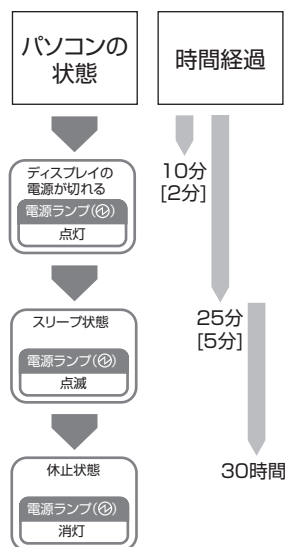 パソコンの
状態
時間経過
ディスプレイの
電源が切れる
電源ランプ()
点灯
10分
[2分]
スリープ状態
電源ランプ()
点滅
25分
[5分]
休止状態
電源ランプ()
消灯
30時間